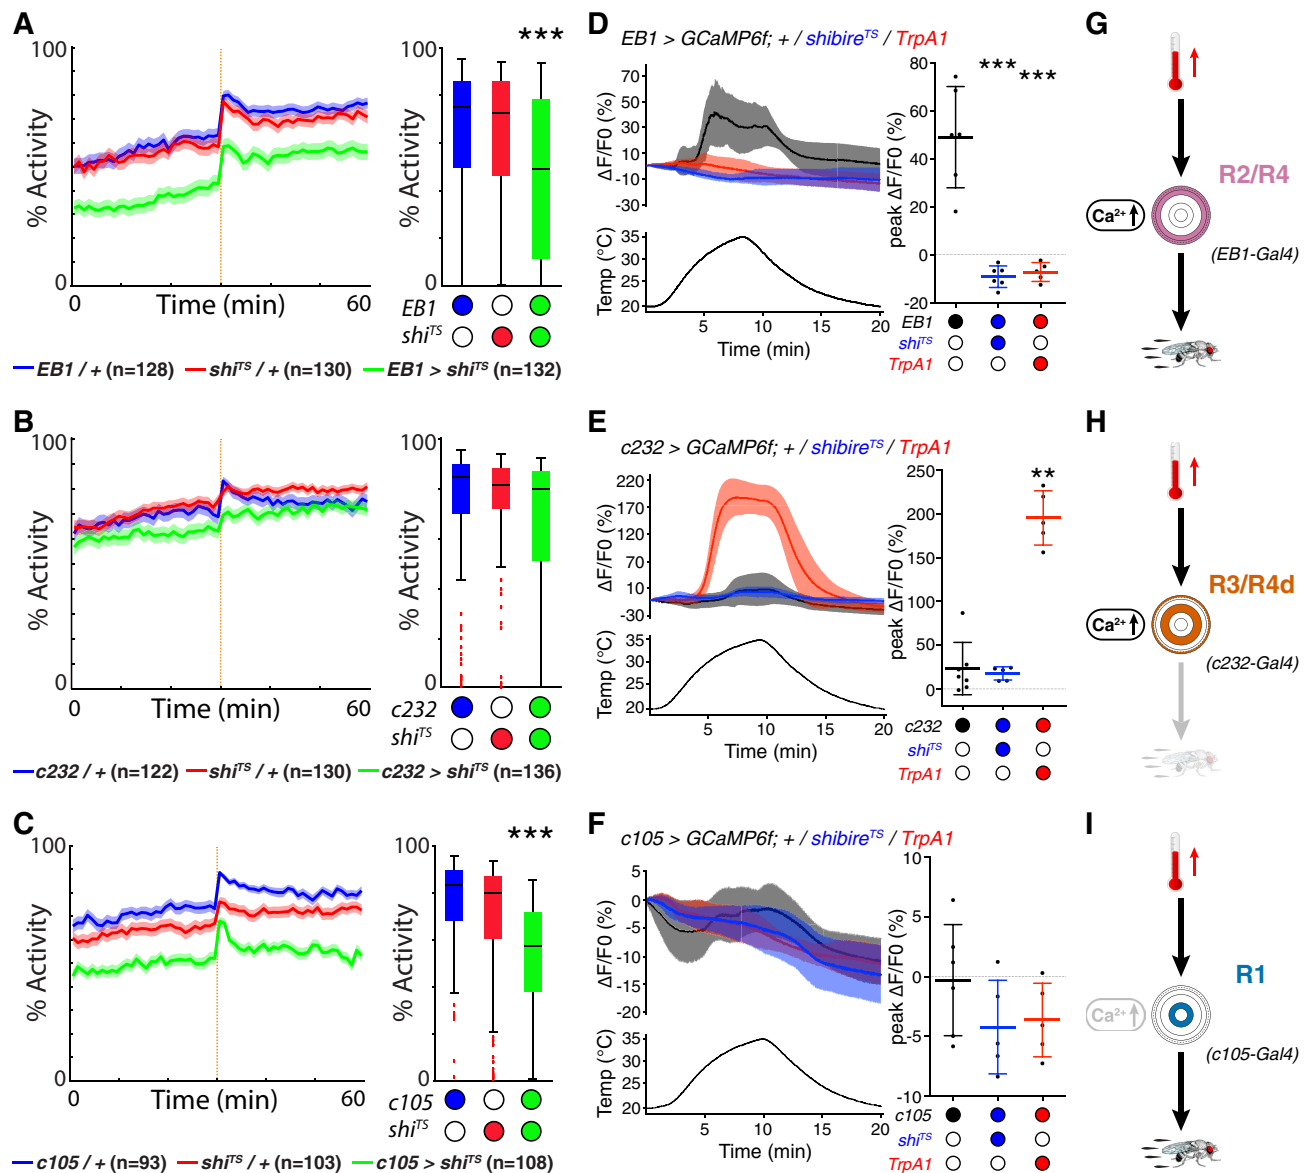 A
100
% Activity
0
Time (min)
60
100
***
% Activity
0
EB1
shiTS
EB1 / + (n=128) shiTS / + (n=130) EB1 > shiTS (n=132)
D
EB1 > GCaMP6f; + / shibireTS / TrpA1
70
50
30
10
-10
-30
ΔF/F0 (%)
35
30
25
20
Temp (°C)
5 10 15 20
Time (min)
80
60
40
20
0
-20
peak ΔF/F0 (%)
*** ***
EB1
shiTS
TrpA1
G
R2/R4
Ca2+
(EB1-Gal4)
B
100
% Activity
0
Time (min)
60
100
% Activity
0
c232
shiTS
c232 / + (n=122) shiTS / + (n=130) c232 > shiTS (n=136)
E
c232 > GCaMP6f; + / shibireTS / TrpA1
220
170
120
70
10
-30
ΔF/F0 (%)
35
30
25
20
Temp (°C)
5 10 15 20
Time (min)
250
200
150
100
50
0
peak ΔF/F0 (%)
**
c232
shiTS
TrpA1
H
R3/R4d
Ca2+
(c232-Gal4)
C
100
% Activity
0
Time (min)
60
100
***
% Activity
0
c105
shiTS
c105 / + (n=93) shiTS / + (n=103) c105 > shiTS (n=108)
F
c105 > GCaMP6f; + / shibireTS / TrpA1
5
0
-5
-10
-15
-20
ΔF/F0 (%)
35
30
25
20
Temp (°C)
5 10 15 20
Time (min)
10
5
0
-5
-10
peak ΔF/F0 (%)
c105
shiTS
TrpA1
I
R1
Ca2+
(c105-Gal4)